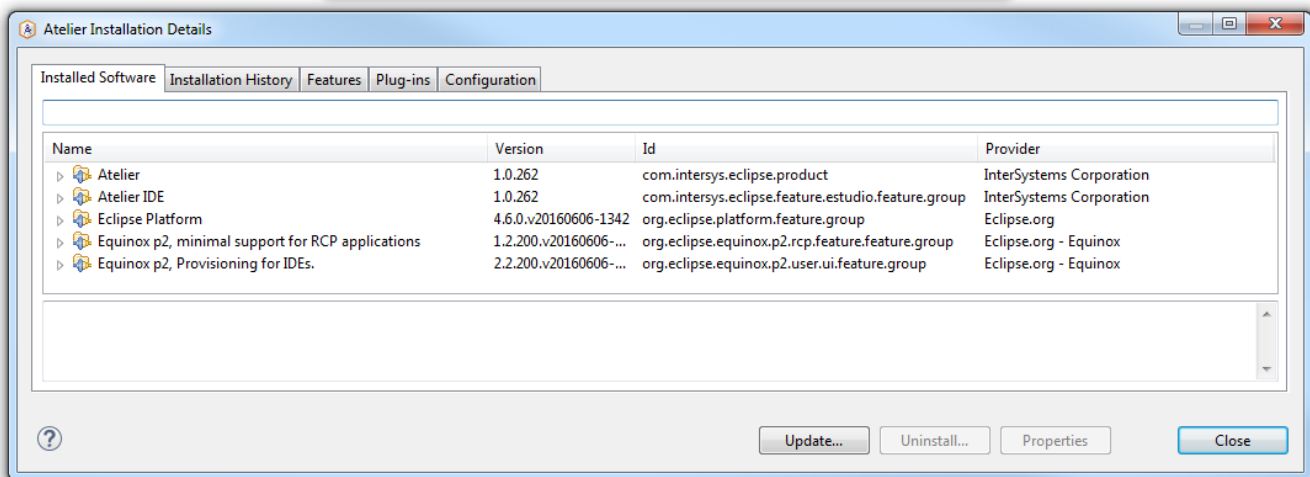 Atelier Installation Details
Installed Software Installation History Features Plug-ins Configuration
Name Version Id Provider
Atelier 1.0.262 com.intersys.eclipse.product InterSystems Corporation
Atelier IDE 1.0.262 com.intersys.eclipse.feature.estudio.feature.group InterSystems Corporation
Eclipse Platform 4.6.0.v20160606-1342 org.eclipse.platform.feature.group Eclipse.org
Equinox p2, minimal support for RCP applications 1.2.200.v20160606-... org.eclipse.equinox.p2.rcp.feature.feature.group Eclipse.org - Equinox
Equinox p2, Provisioning for IDEs. 2.2.200.v20160606-... org.eclipse.equinox.p2.user.ui.feature.group Eclipse.org - Equinox
Update... Uninstall... Properties Close